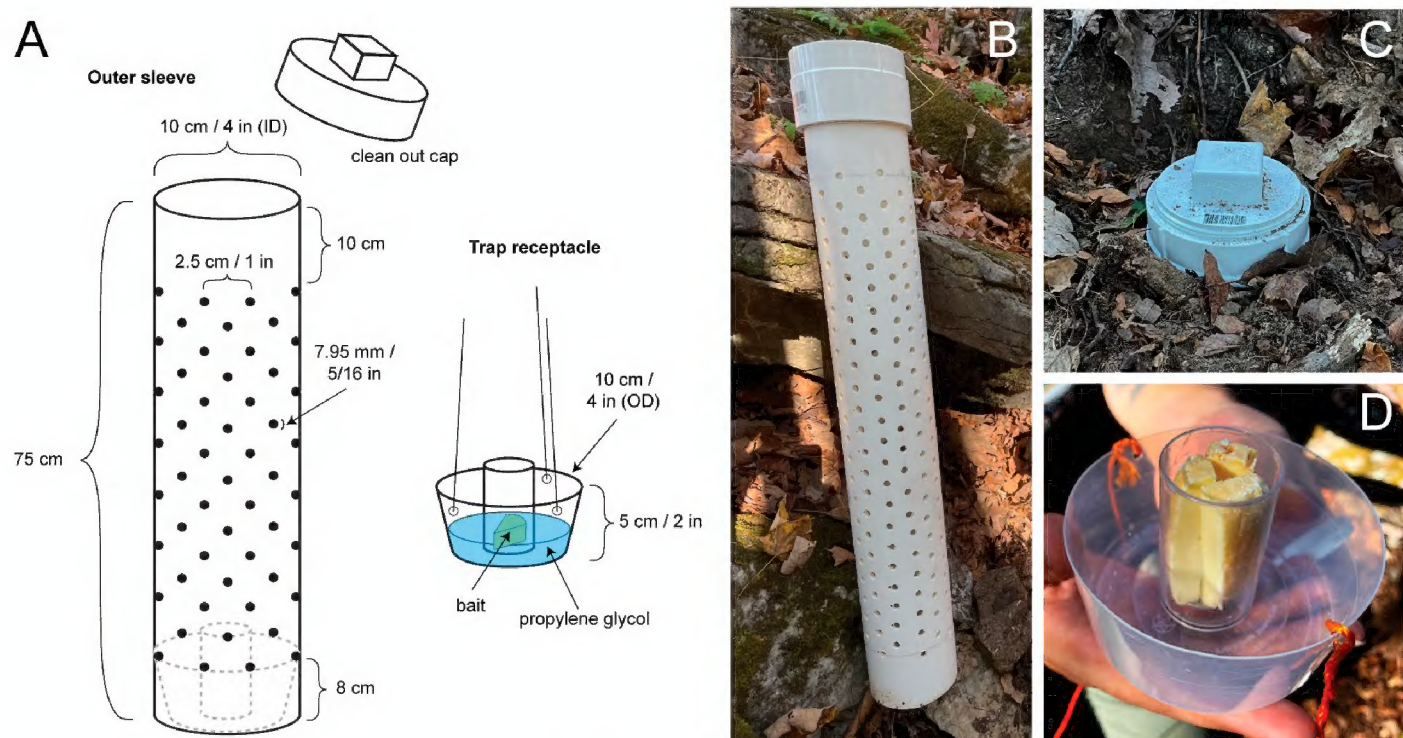 A
Outer sleeve
10 cm / 4 in (ID)
clean out cap
10 cm
2.5 cm / 1 in
7.95 mm /
5/16 in
75 cm
8 cm
Trap receptacle
10 cm /
4 in (OD)
5 cm / 2 in
bait
propylene glycol
B
C
D